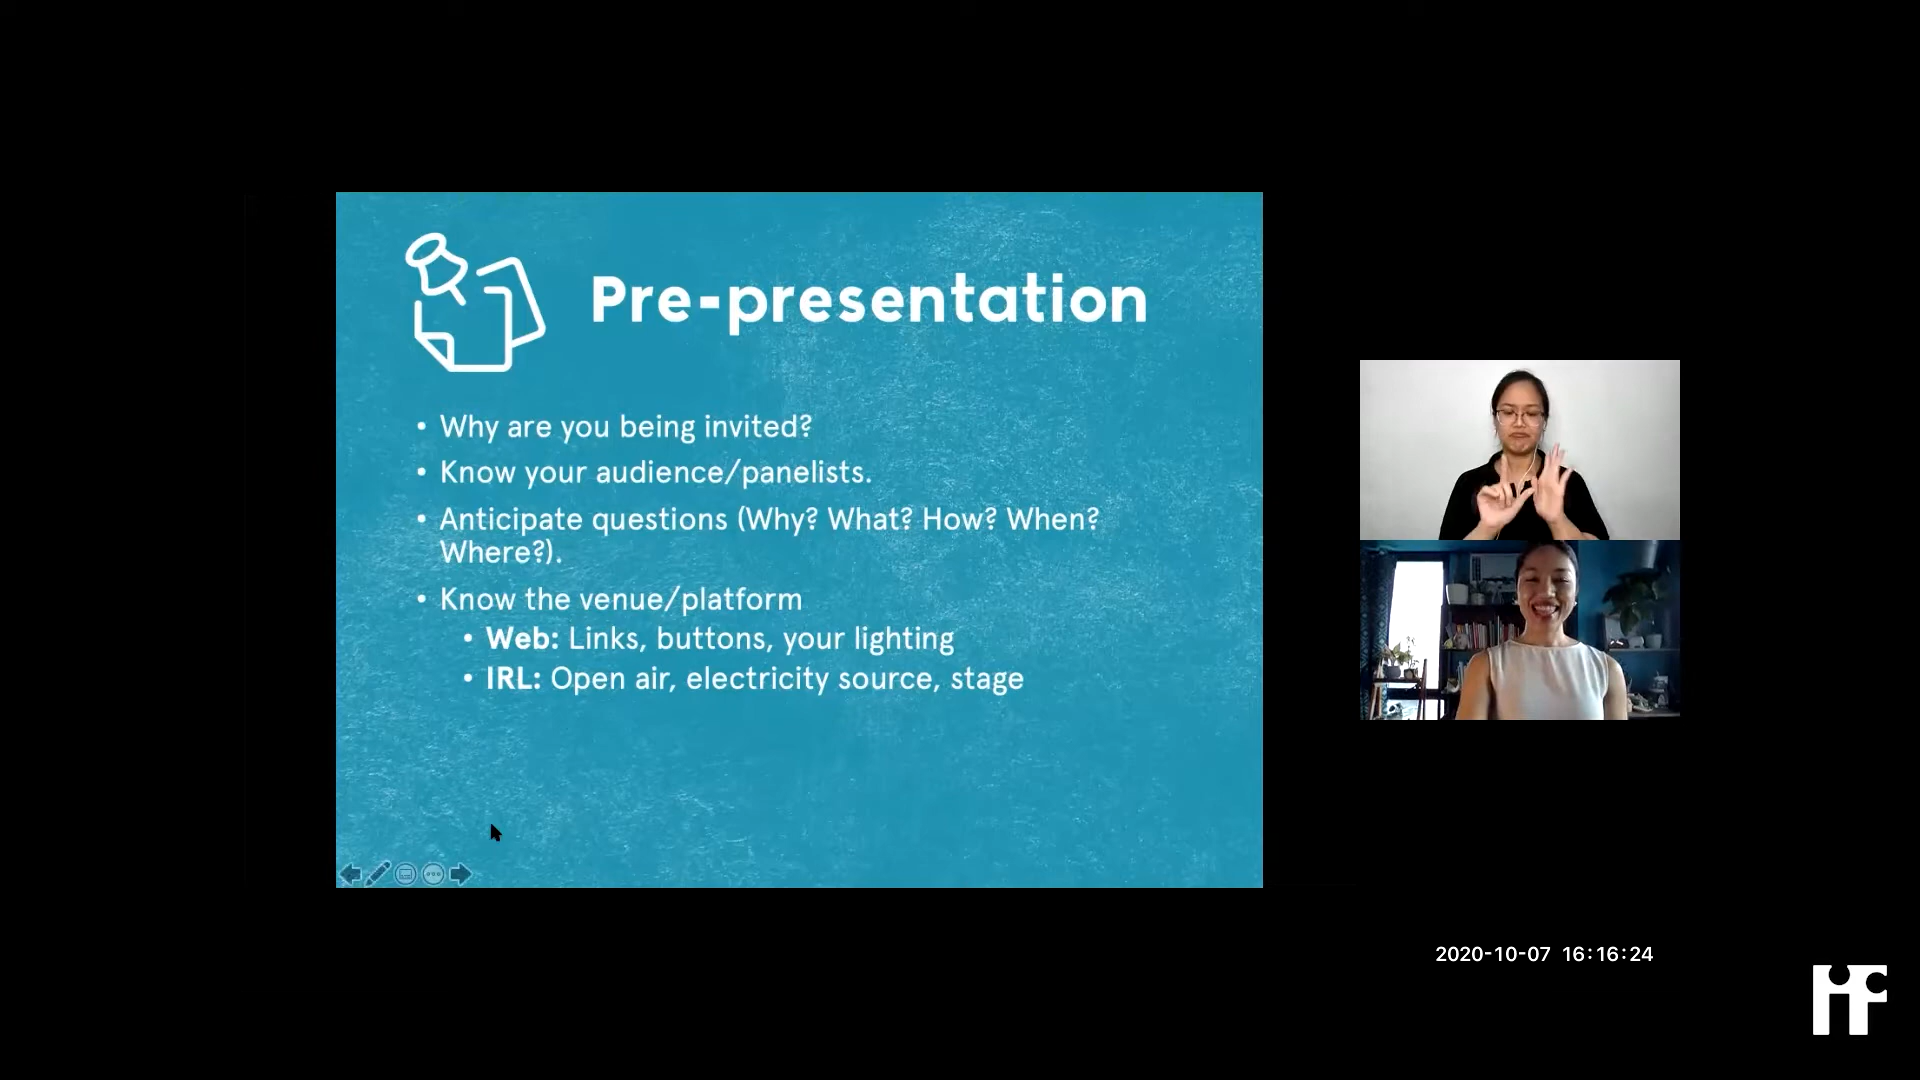 Pre-presentation
• Why are you being invited?
• Know your audience/panelists.
• Anticipate questions (Why? What? How? When?
Where?).
• Know the venue/platform
• Web: Links, buttons, your lighting
• IRL: Open air, electricity source, stage
2020-10-07 16:16:24